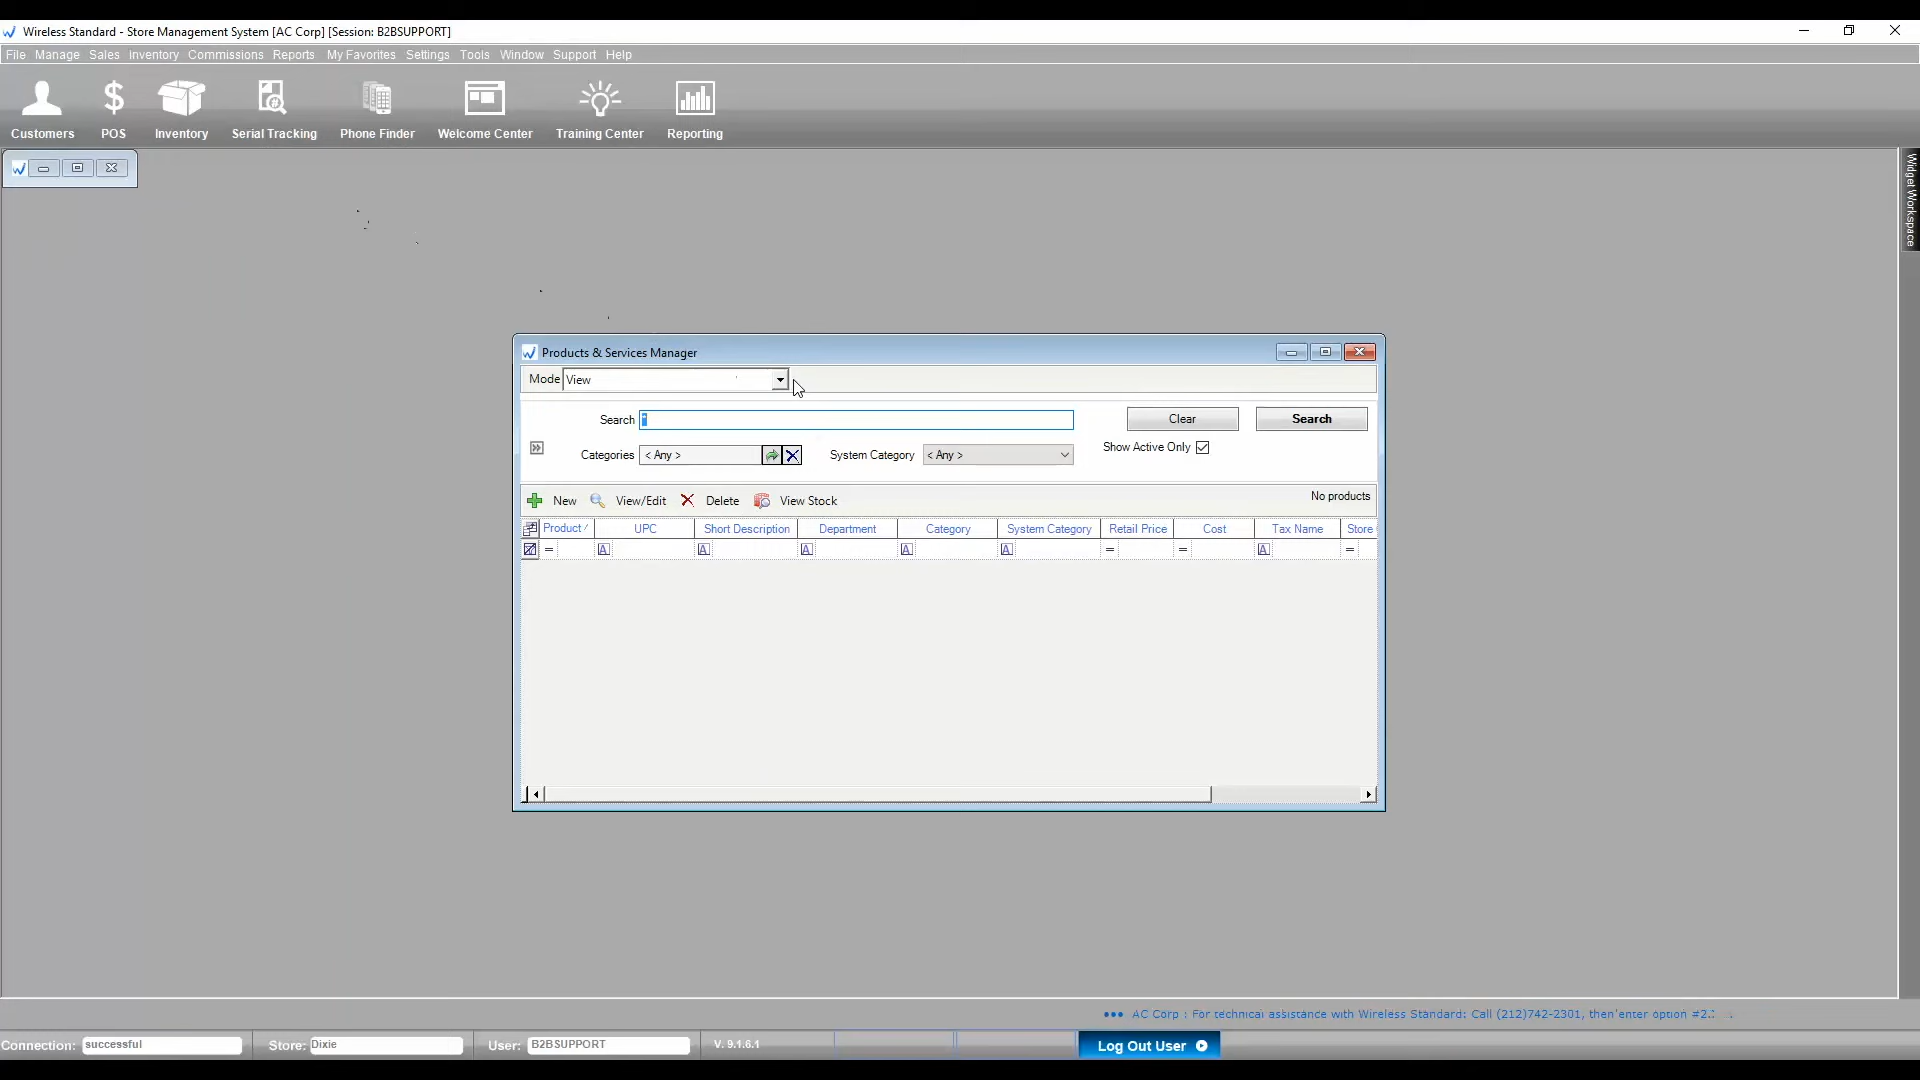 Wireless Standard - Store Management System [AC Corp] [Session: B2BSUPPORT]
File Manage Sales Inventory Commissions Reports My Favorites Settings Tools Window Support Help
Customers POS Inventory Serial Tracking Phone Finder Welcome Center Training Center Reporting
Widget Workspace
Products & Services Manager
Mode View
Search * Clear Search
Categories < Any > System Category < Any > Show Active Only
New View/Edit Delete View Stock No products
Product UPC Short Description Department Category System Category Retail Price Cost Tax Name Store
= A A A A A = = A =
••• AC Corp : For technical assistance with Wireless Standard: Call (212)742-2301, then enter option #2.
Connection: successful Store: Dixie User: B2BSUPPORT V. 9.1.6.1 Log Out User